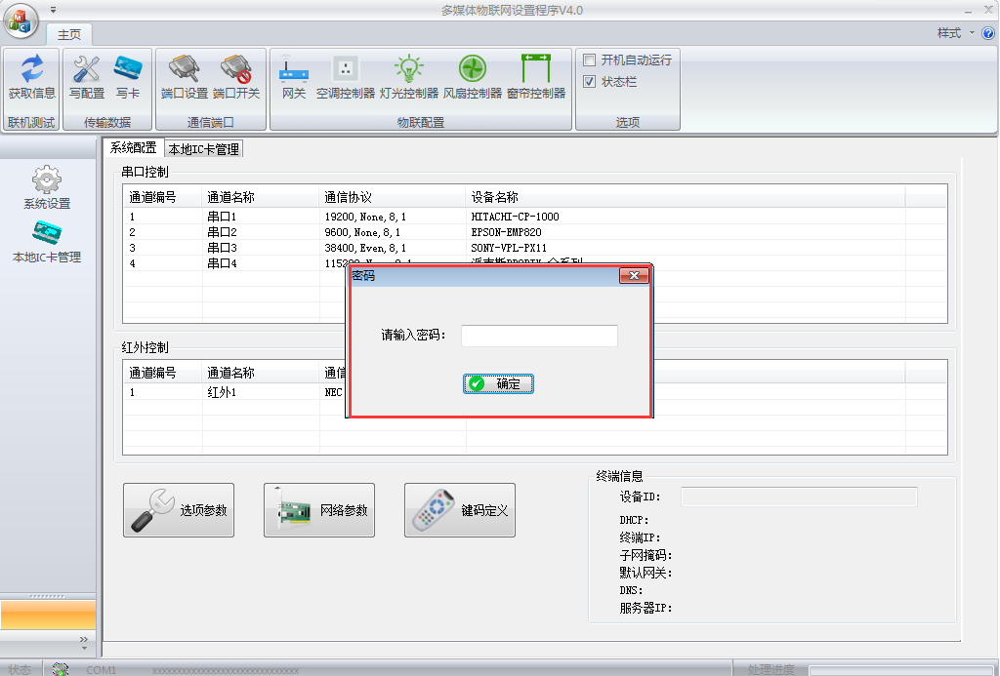 多媒体物联网设置程序V4.0
主页
样式
获取信息 写配置 写卡 端口设置 端口开关 网关 空调控制器 灯光控制器 风扇控制器 窗帘控制器
开机自动运行
状态栏
联机测试 传输数据 通信端口 物联配置 选项
系统设置
本地IC卡管理
系统配置 本地IC卡管理
串口控制
通道编号 通道名称 通信协议 设备名称
1 串口1 19200,None,8,1 HITACHI-CP-1000
2 串口2 9600,None,8,1 EPSON-EMP820
3 串口3 38400,Even,8,1 SONY-VPL-PX11
4 串口4
密码
请输入密码:
确定
红外控制
通道编号 通道名称 通信
1 红外1 NEC
选项参数 网络参数 键码定义
终端信息
设备ID:
DHCP:
终端IP:
子网掩码:
默认网关:
DNS:
服务器IP:
状态 COM1 处理进度